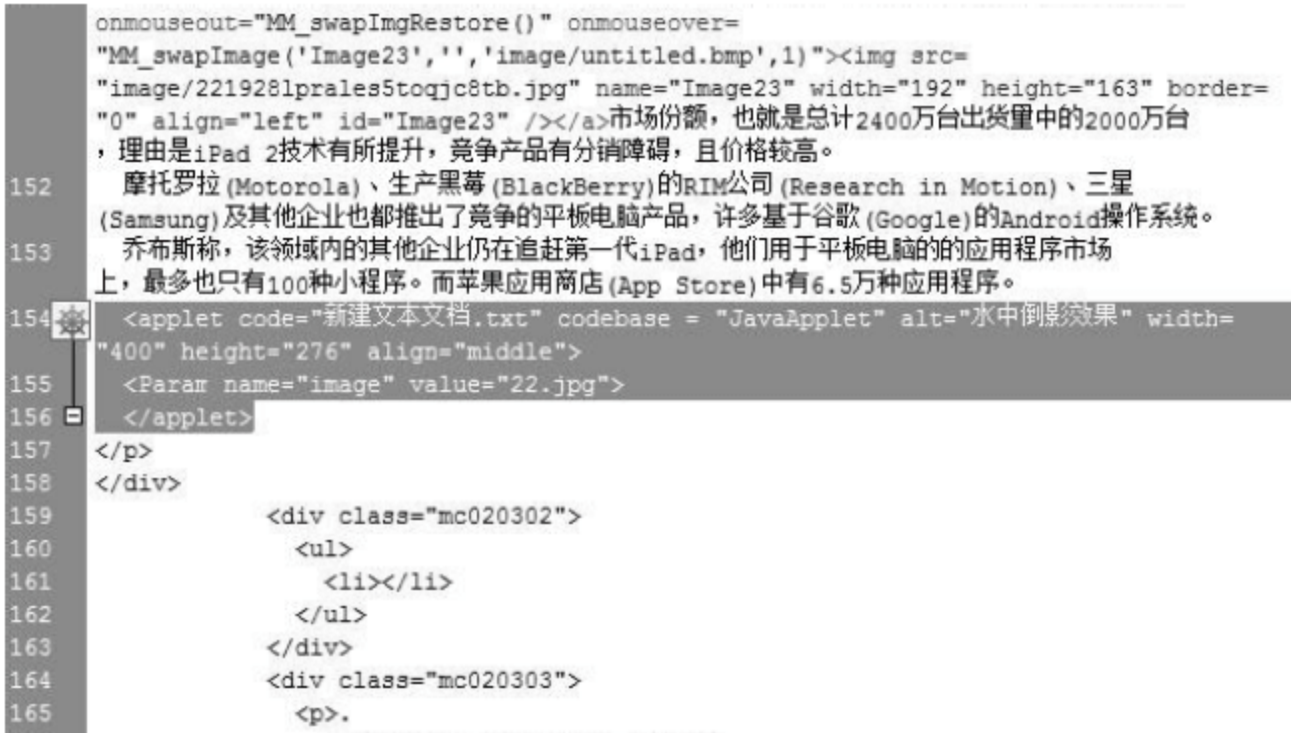 onmouseout="MM_swapImgRestore()" onmouseover=
"MM_swapImage('Image23','','image/untitled.bmp',1)"><img src=
"image/221928lprales5toqjc8tb.jpg" name="Image23" width="192" height="163" border=
"0" align="left" id="Image23" /></a>市场份额，也就是总计2400万台出货量中的2000万台
，理由是iPad 2技术有所提升，竞争产品有分销障碍，且价格较高。
152 摩托罗拉(Motorola)、生产黑莓(BlackBerry)的RIM公司(Research in Motion)、三星
(Samsung)及其他企业也都推出了竞争的平板电脑产品，许多基于谷歌(Google)的Android操作系统。
153 乔布斯称，该领域内的其他企业仍在追赶第一代iPad，他们用于平板电脑的的应用程序市场
上，最多也只有100种小程序。而苹果应用商店(App Store)中有6.5万种应用程序。
154 <applet code="新建文本文档.txt" codebase = "JavaApplet" alt="水中倒影效果" width=
"400" height="276" align="middle">
155 <Param name="image" value="22.jpg">
156 </applet>
157 </p>
158 </div>
159 <div class="mc020302">
160 <ul>
161 <li></li>
162 </ul>
163 </div>
164 <div class="mc020303">
165 <p>.